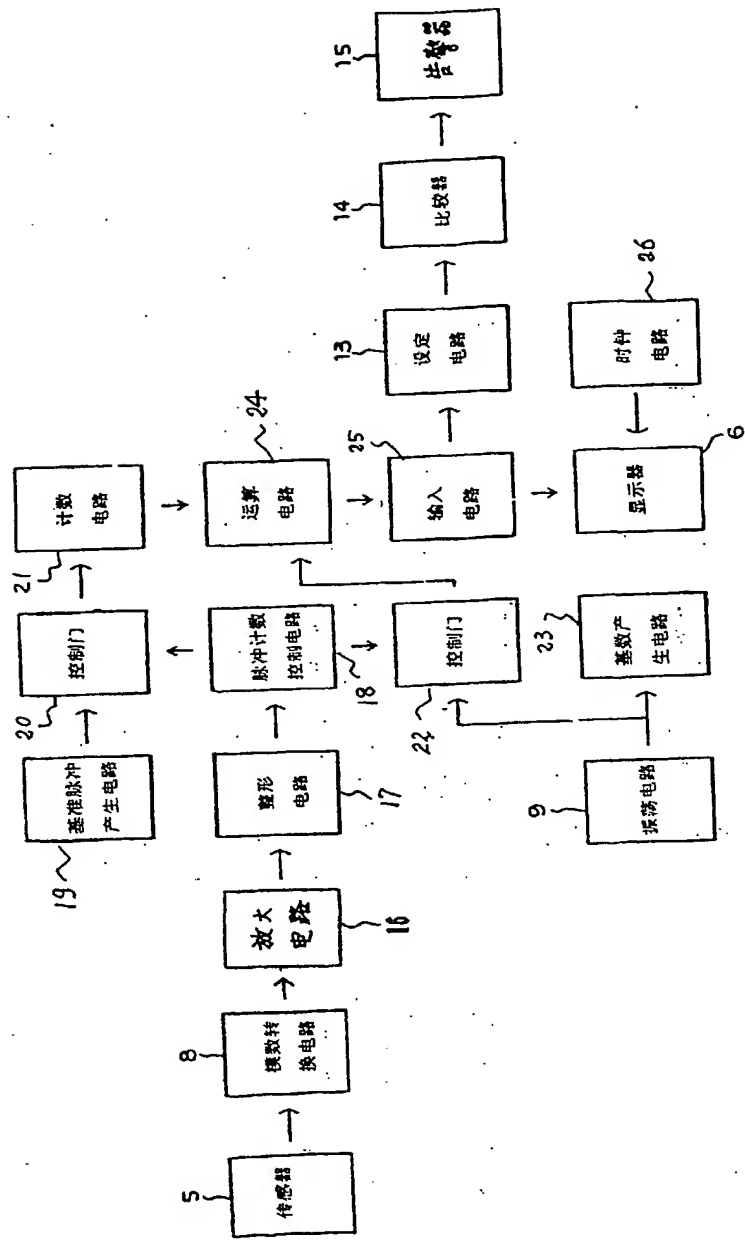 19
基准脉冲
产生电路
20
控制门
21
计数
电路
5
传感器
8
模数转
换电路
16
放大
电路
17
整形
电路
18
脉冲计数
控制电路
24
运算
电路
22
控制门
25
输入
电路
13
设定
电路
14
比较器
15
9
振荡电路
23
基数产
生电路
6
显示器
26
时钟
电路